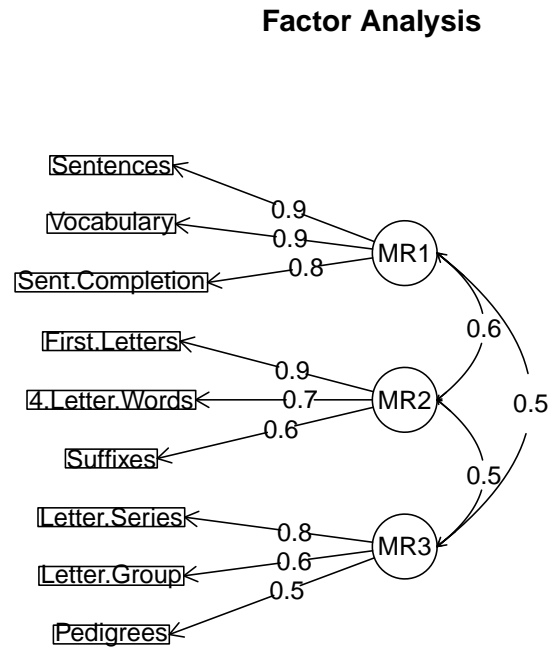 Factor Analysis
Sentences
0.9
Vocabulary
0.9
MR1
Sent.Completion
0.8
0.6
First.Letters
0.9
4.Letter.Words
0.7
MR2
0.5
Suffixes
0.6
0.5
Letter.Series
0.8
MR3
Letter.Group
0.6
0.5
Pedigrees